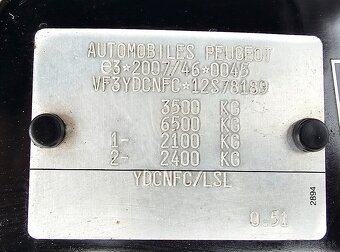 AUTOMOBILES PEUGEOT
e3*2007/46*0045
VF3YDCNFC*12S78189
3500 KG
6500 KG
1- 2100 KG
2- 2400 KG
YDCNFC/LSL
0.51
2894